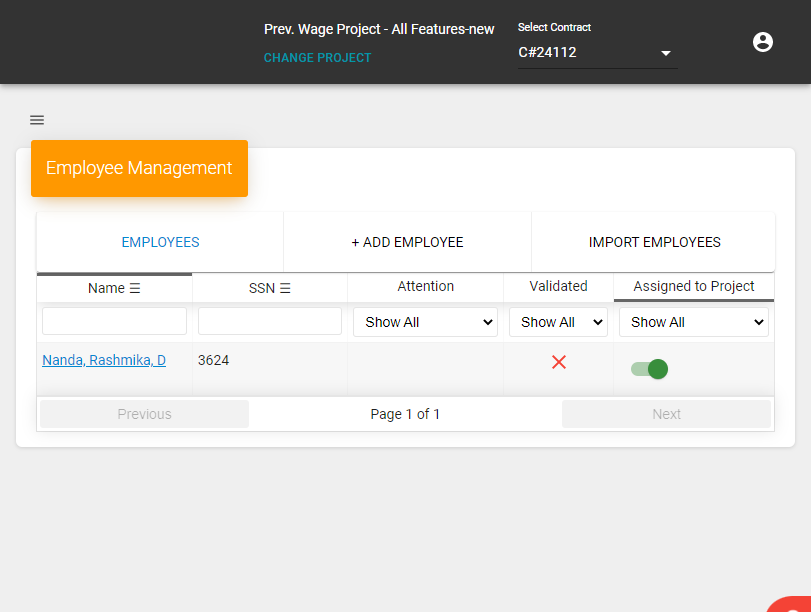 Prev. Wage Project - All Features-new
Select Contract
CHANGE PROJECT
C#24112
Employee Management
EMPLOYEES
+ ADD EMPLOYEE
IMPORT EMPLOYEES
Name ☰
SSN ☰
Attention
Validated
Assigned to Project
Show All
Show All
Show All
Nanda, Rashmika, D
3624
Previous
Page 1 of 1
Next